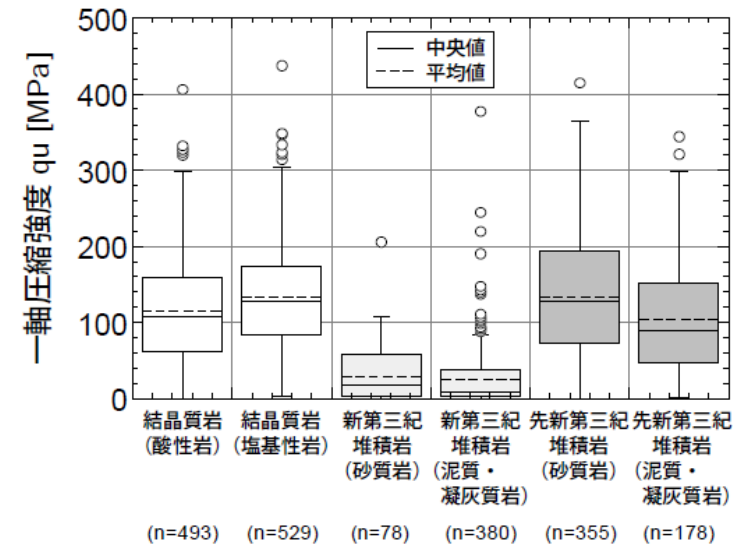 一軸圧縮強度 qu [MPa]
500
400
300
200
100
0
中央値
平均値
結晶質岩
(酸性岩)
(n=493)
結晶質岩
(塩基性岩)
(n=529)
新第三紀
堆積岩
(砂質岩)
(n=78)
新第三紀
堆積岩
(泥質・
凝灰質岩)
(n=380)
先新第三紀
堆積岩
(砂質岩)
(n=355)
先新第三紀
堆積岩
(泥質・
凝灰質岩)
(n=178)